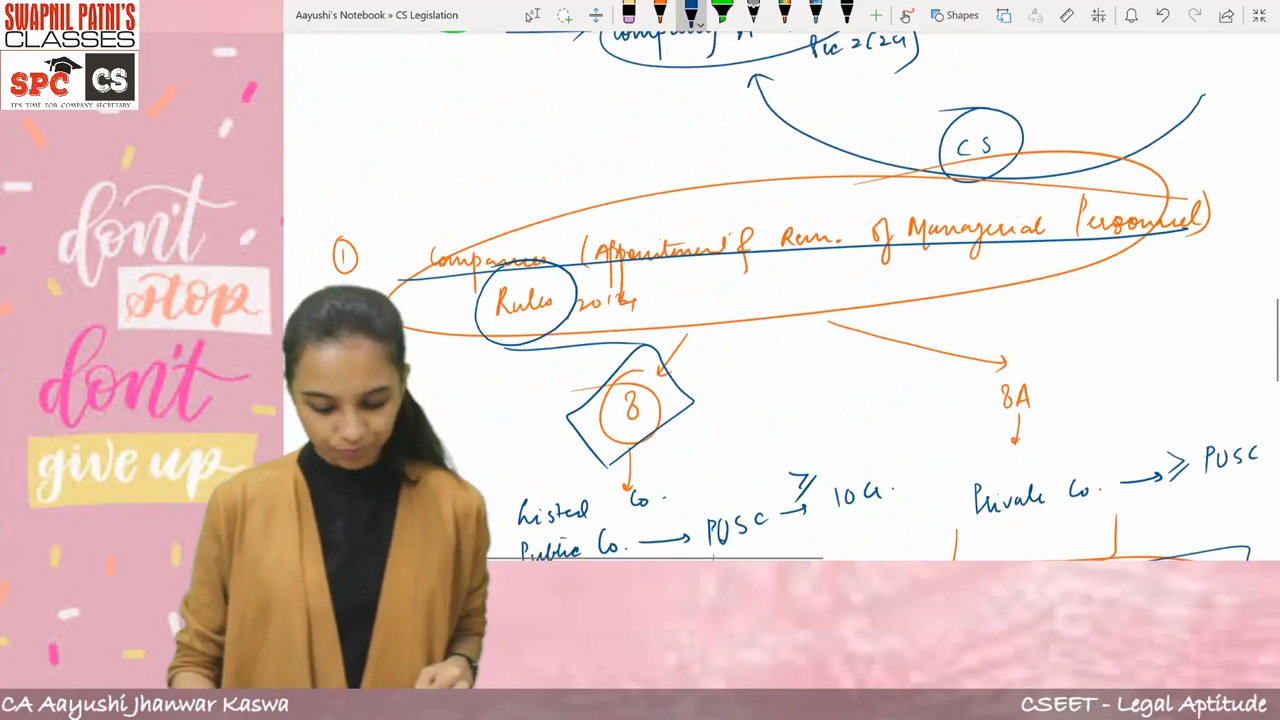 SWAPNIL PATNI'S
CLASSES
SPC CS
IT'S TIME FOR COMPANY SECRETARY
Aayushi's Notebook » CS Legislation
Shapes
CS
don't
stop
don't
give up
① Companies (Appointment & Rem. of Managerial Personnel)
Rules 2014
8
8A
Listed Co.
Public Co. → PUSC → ≥ 10 Cr.
Private Co. → ≥ PUSC
CA Aayushi Jhanwar Kaswa
CSEET - Legal Aptitude